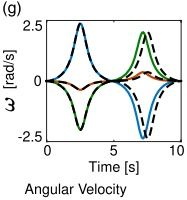 (g)
2.5
ω [rad/s]
0
-2.5
0 5 10
Time [s]
Angular Velocity